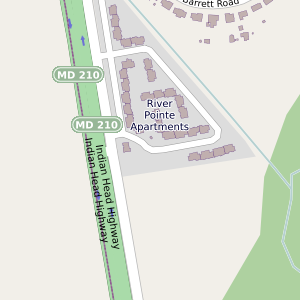 Barrett Road
MD 210
River
Pointe
Apartments
MD 210
Indian Head Highway
Indian Head Highway